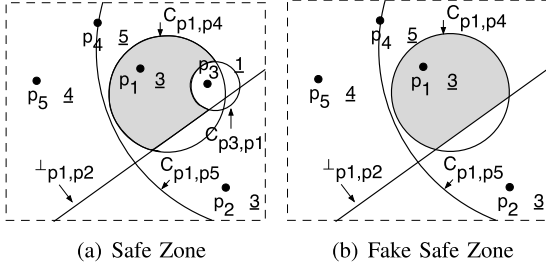 5 C p1,p4
p4
p1 3 p3 1
p5 4
C p3,p1
⊥p1,p2
C p1,p5
p2 3
(a) Safe Zone
5 C p1,p4
p4
p1 3
p5 4
⊥p1,p2
C p1,p5
p2 3
(b) Fake Safe Zone